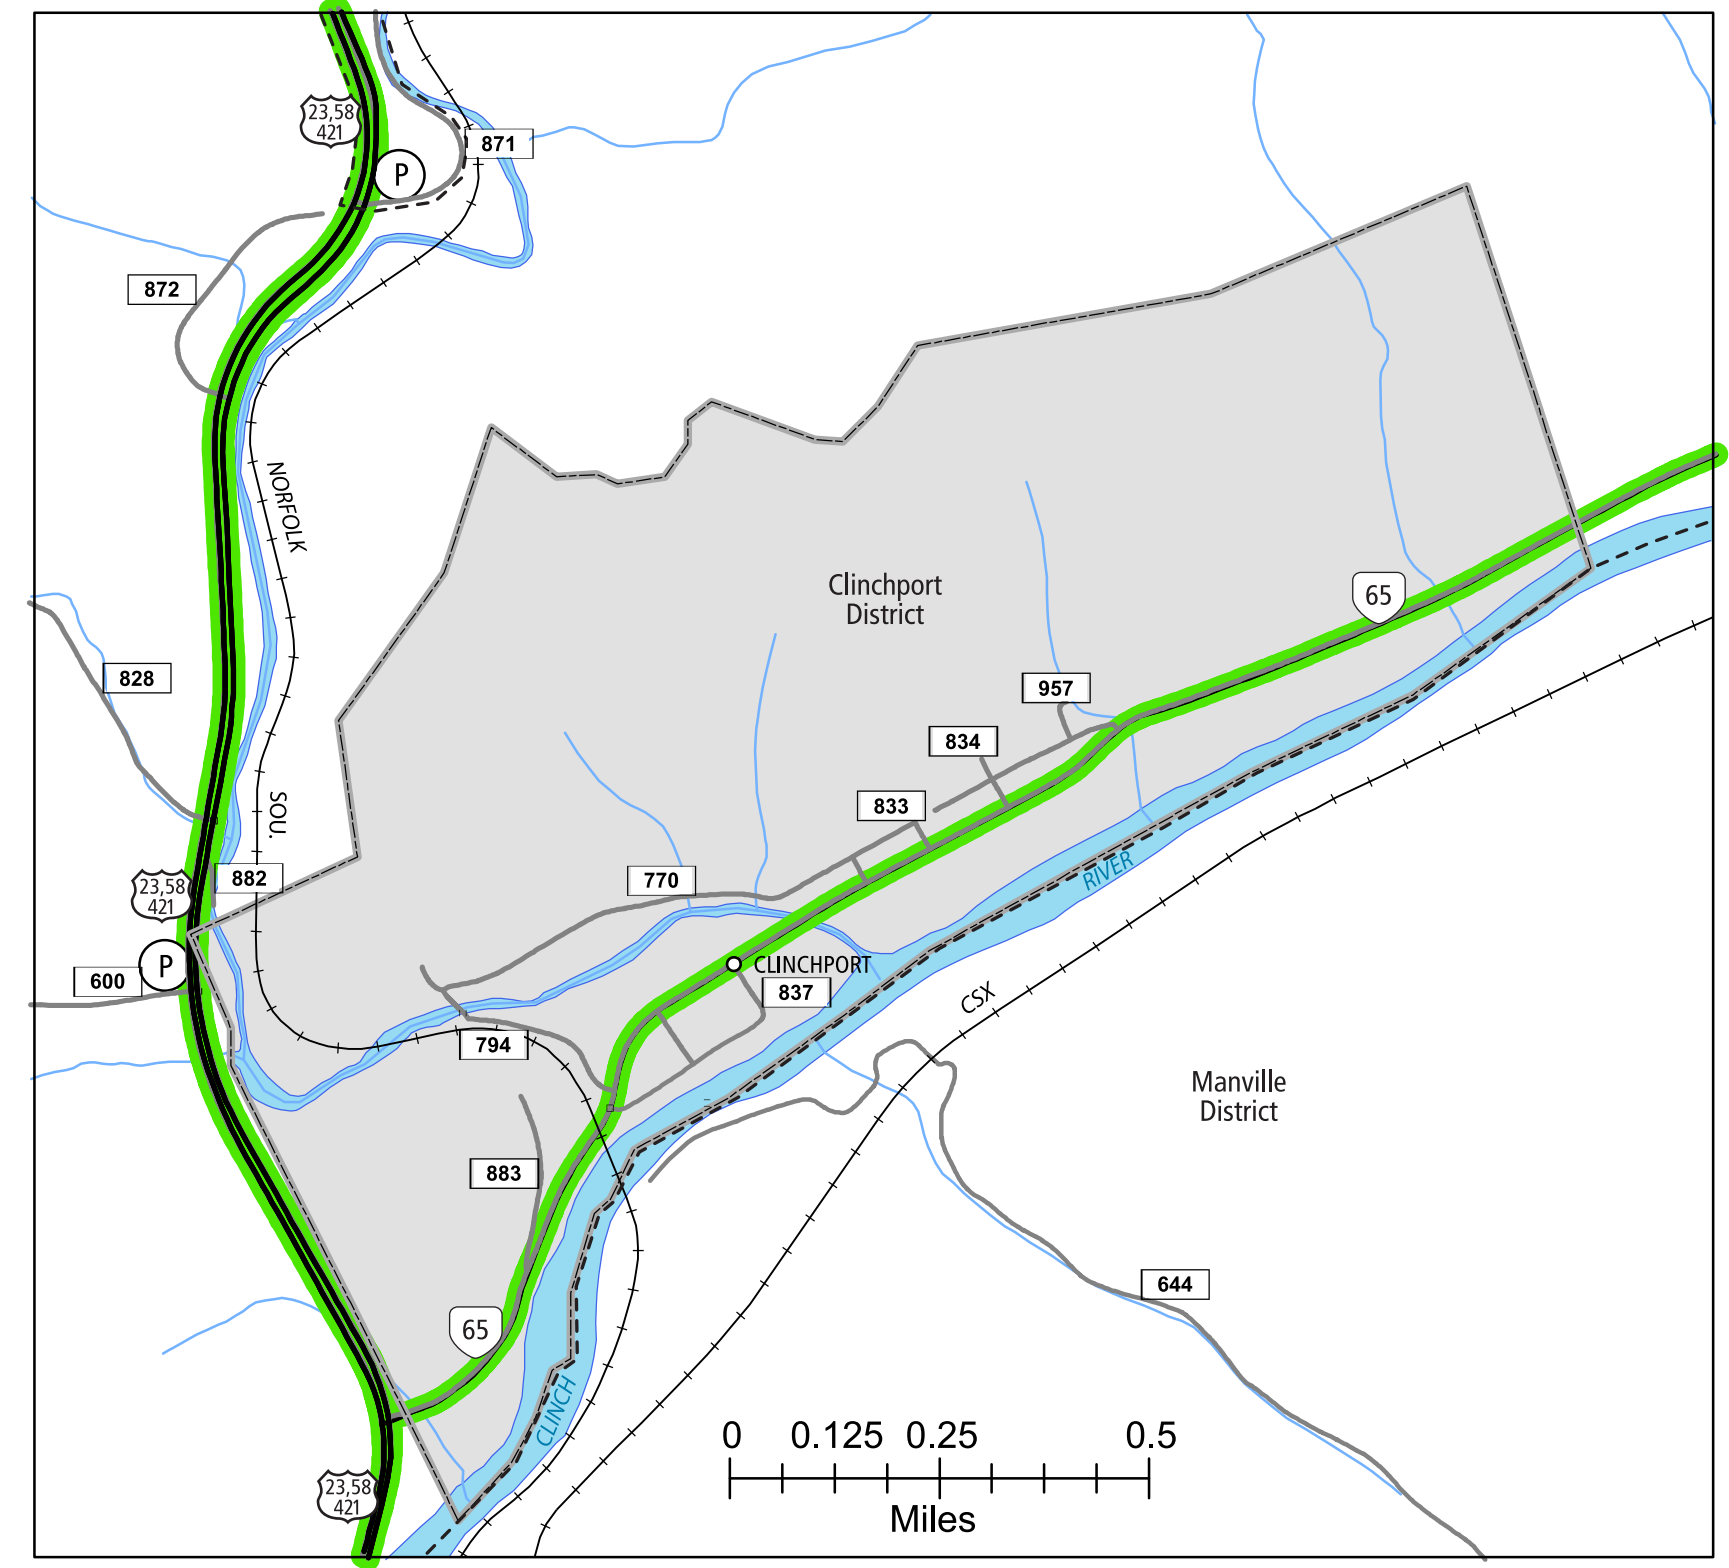 23,58
421
P
871
872
NORFOLK
65
Clinchport
District
828
957
834
SOU.
833
RIVER
23,58
421
882
770
P
CLINCHPORT
600
837
CSX
794
Manville
District
883
644
65
CLINCH
0 0.125 0.25 0.5
23,58
421
Miles